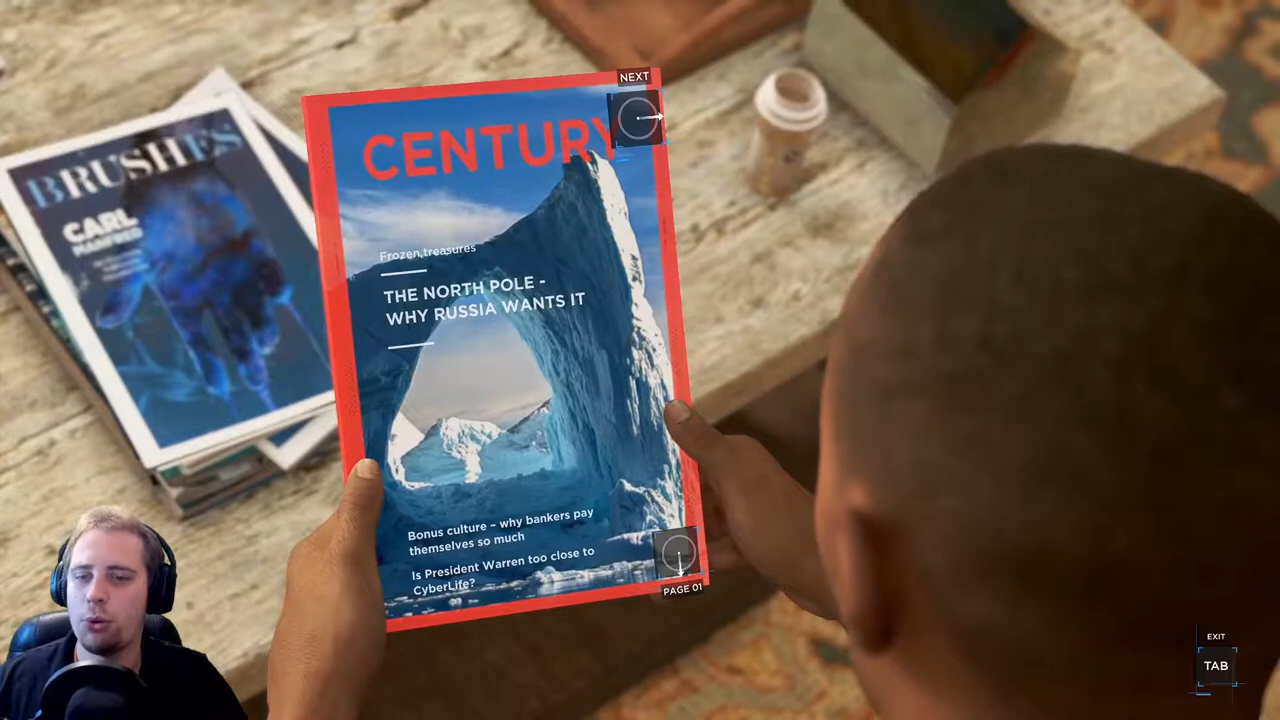 NEXT
CENTURY
BRUSHES
CARL
MANFRED
Frozen treasures
THE NORTH POLE -
WHY RUSSIA WANTS IT
Bonus culture – why bankers pay
themselves so much
Is President Warren too close to
CyberLife?
PAGE 01
EXIT
TAB